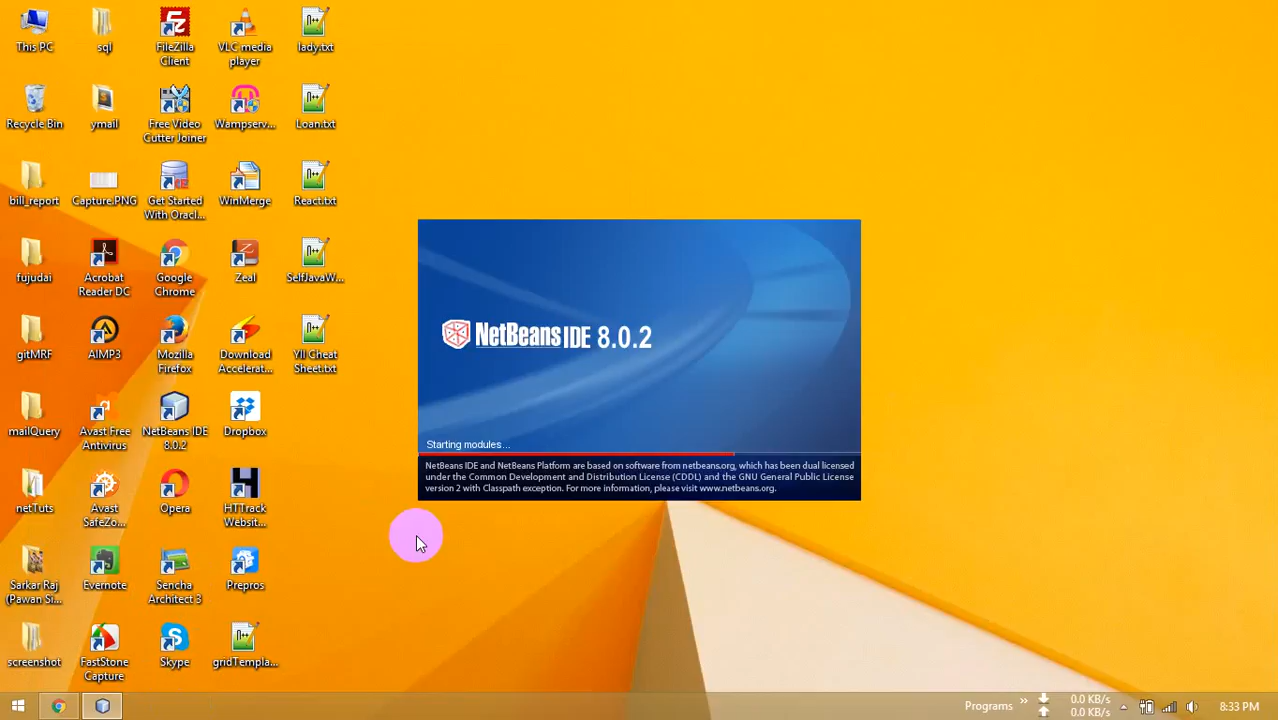 This PC
sql
FileZilla
Client
VLC media
player
lady.txt
Recycle Bin
ymail
Free Video
Cutter Joiner
Wampserv...
Loan.txt
bill_report
Capture.PNG
Get Started
With Oracl...
WinMerge
React.txt
fujudai
Acrobat
Reader DC
Google
Chrome
Zeal
SelfJavaW...
gitMRF
AIMP3
Mozilla
Firefox
Download
Accelerat...
YII Cheat
Sheet.txt
mailQuery
Avast Free
Antivirus
NetBeans IDE
8.0.2
Dropbox
netTuts
Avast
SafeZo...
Opera
HTTrack
Websit...
Sarkar Raj
(Pawan Si...
Evernote
Sencha
Architect 3
Prepros
screenshot
FastStone
Capture
Skype
gridTempla...
NetBeans IDE 8.0.2
Starting modules...
NetBeans IDE and NetBeans Platform are based on software from netbeans.org, which has been dual licensed
under the Common Development and Distribution License (CDDL) and the GNU General Public License
version 2 with Classpath exception. For more information, please visit www.netbeans.org.
Programs
0.0 KB/s
0.0 KB/s
8:33 PM